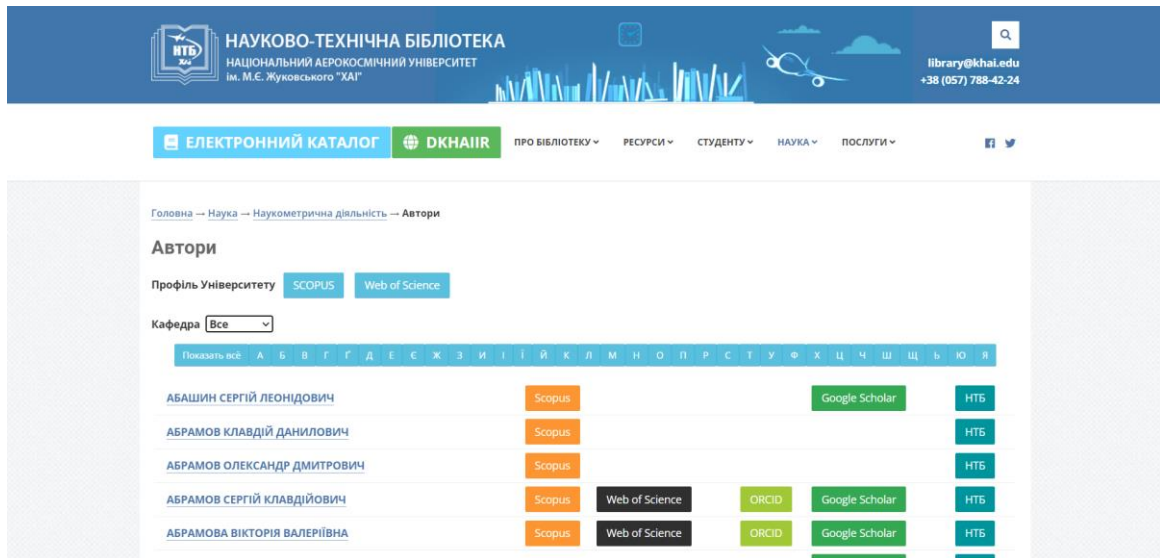 НТБ
ХАІ
НАУКОВО-ТЕХНІЧНА БІБЛІОТЕКА
НАЦІОНАЛЬНИЙ АЕРОКОСМІЧНИЙ УНІВЕРСИТЕТ
ім. М.Є. Жуковського "ХАІ"
library@khai.edu
+38 (057) 788-42-24
ЕЛЕКТРОННИЙ КАТАЛОГ DKHAIIR ПРО БІБЛІОТЕКУ РЕСУРСИ СТУДЕНТУ НАУКА ПОСЛУГИ
Головна → Наука → Наукометрична діяльність → Автори
Автори
Профіль Університету SCOPUS Web of Science
Кафедра Все
Показать всё А Б В Г Ґ Д Е Є Ж З И І Ї Й К Л М Н О П Р С Т У Ф Х Ц Ч Ш Щ Ь Ю Я
АБАШИН СЕРГІЙ ЛЕОНІДОВИЧ Scopus Google Scholar НТБ
АБРАМОВ КЛАВДІЙ ДАНИЛОВИЧ Scopus НТБ
АБРАМОВ ОЛЕКСАНДР ДМИТРОВИЧ Scopus НТБ
АБРАМОВ СЕРГІЙ КЛАВДІЙОВИЧ Scopus Web of Science ORCID Google Scholar НТБ
АБРАМОВА ВІКТОРІЯ ВАЛЕРІЇВНА Scopus Web of Science ORCID Google Scholar НТБ